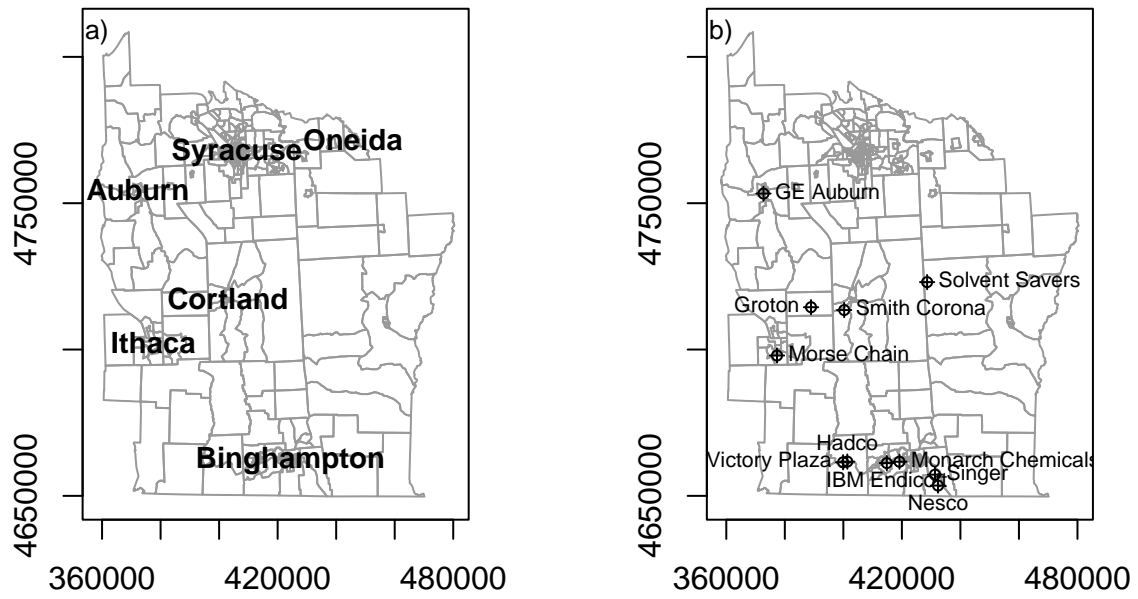 a)
Syracuse
Oneida
Auburn
Cortland
Ithaca
Binghampton
4750000
4650000
360000
420000
480000
b)
GE Auburn
Solvent Savers
Groton
Smith Corona
Morse Chain
Hadco
Victory Plaza
Monarch Chemicals
IBM Endicott
Singer
Nesco
4750000
4650000
360000
420000
480000